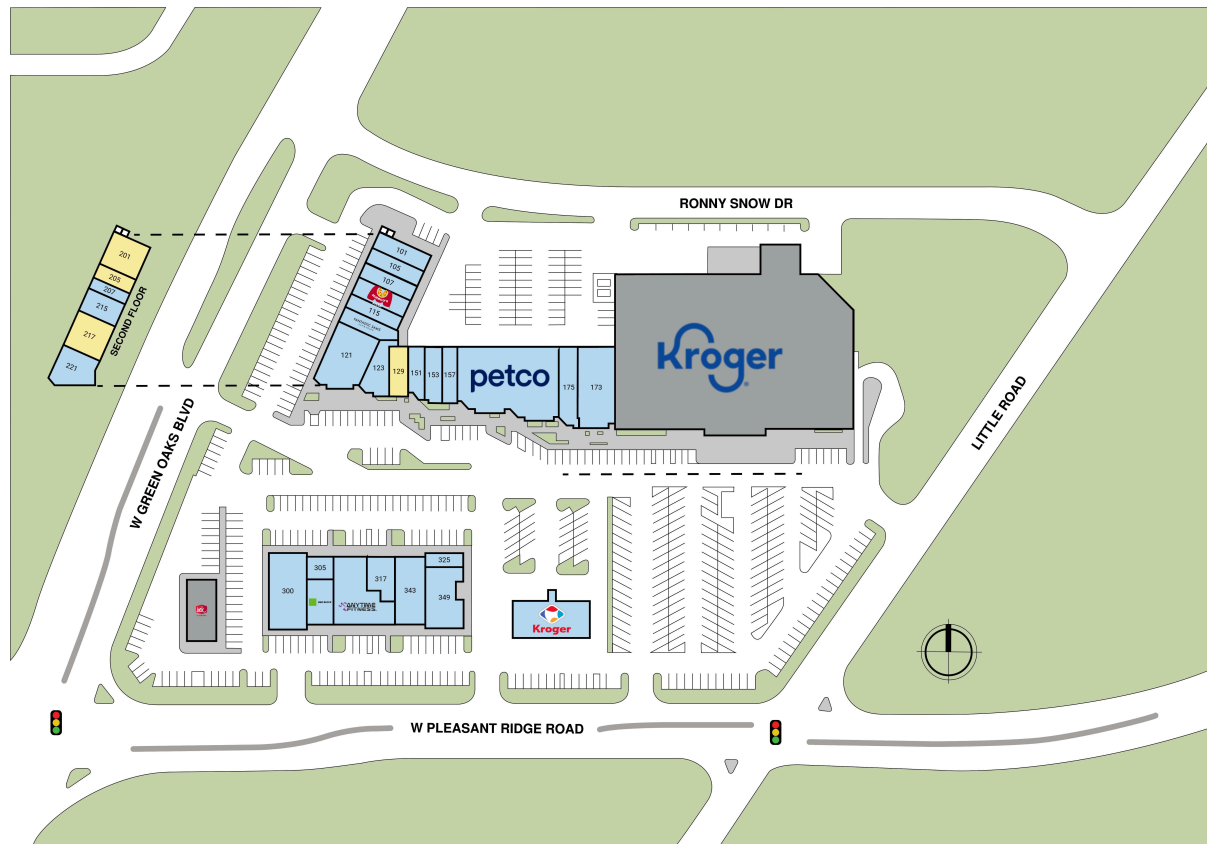 RONNY SNOW DR
201
205
207
215
217
221
SECOND FLOOR
101
105
107
115
121
123
129
151
153
157
petco
175
173
Kroger
LITTLE ROAD
W GREEN OAKS BLVD
300
305
317
325
343
349
ANYTIME
FITNESS
Kroger
W PLEASANT RIDGE ROAD